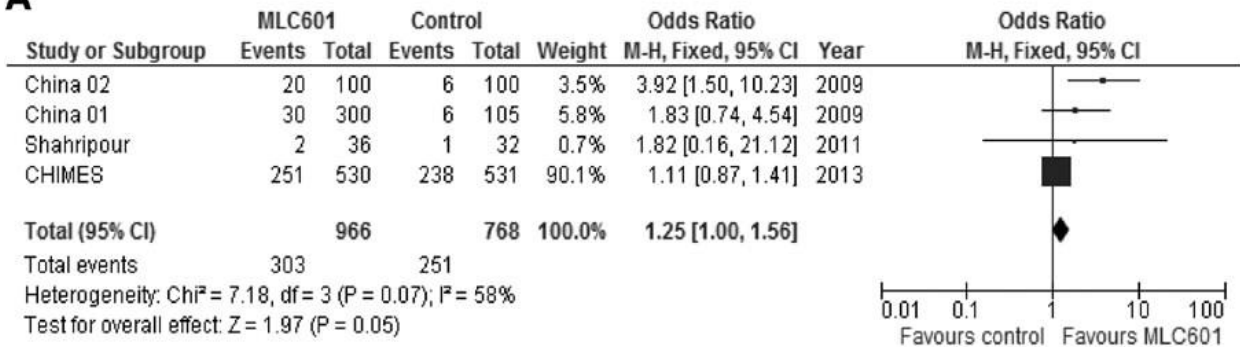 A
MLC601 Control Odds Ratio Odds Ratio
Study or Subgroup Events Total Events Total Weight M-H, Fixed, 95% CI Year M-H, Fixed, 95% CI
China 02 20 100 6 100 3.5% 3.92 [1.50, 10.23] 2009
China 01 30 300 6 105 5.8% 1.83 [0.74, 4.54] 2009
Shahripour 2 36 1 32 0.7% 1.82 [0.16, 21.12] 2011
CHIMES 251 530 238 531 90.1% 1.11 [0.87, 1.41] 2013
Total (95% CI) 966 768 100.0% 1.25 [1.00, 1.56]
Total events 303 251
Heterogeneity: Chi² = 7.18, df = 3 (P = 0.07); I² = 58%
Test for overall effect: Z = 1.97 (P = 0.05)
0.01 0.1 1 10 100
Favours control Favours MLC601